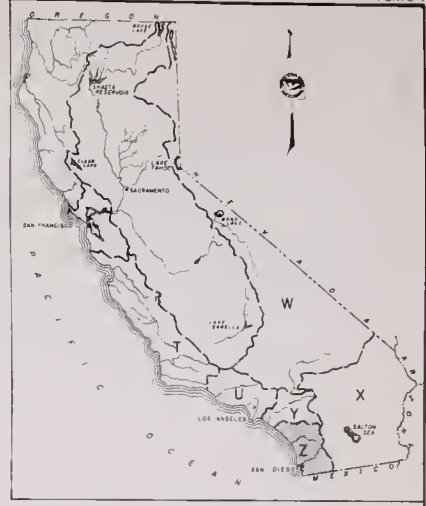 OREGON
GOOSE LAKE
SHASTA RESERVOIR
CLEAR LAKE
LAKE TAHOE
SACRAMENTO
NEVADA
MONO LAKE
SAN FRANCISCO
PACIFIC OCEAN
W
LAKE ISABELLA
T
U
Y
X
ARIZONA
LOS ANGELES
SALTON SEA
Z
SAN DIEGO
MEXICO